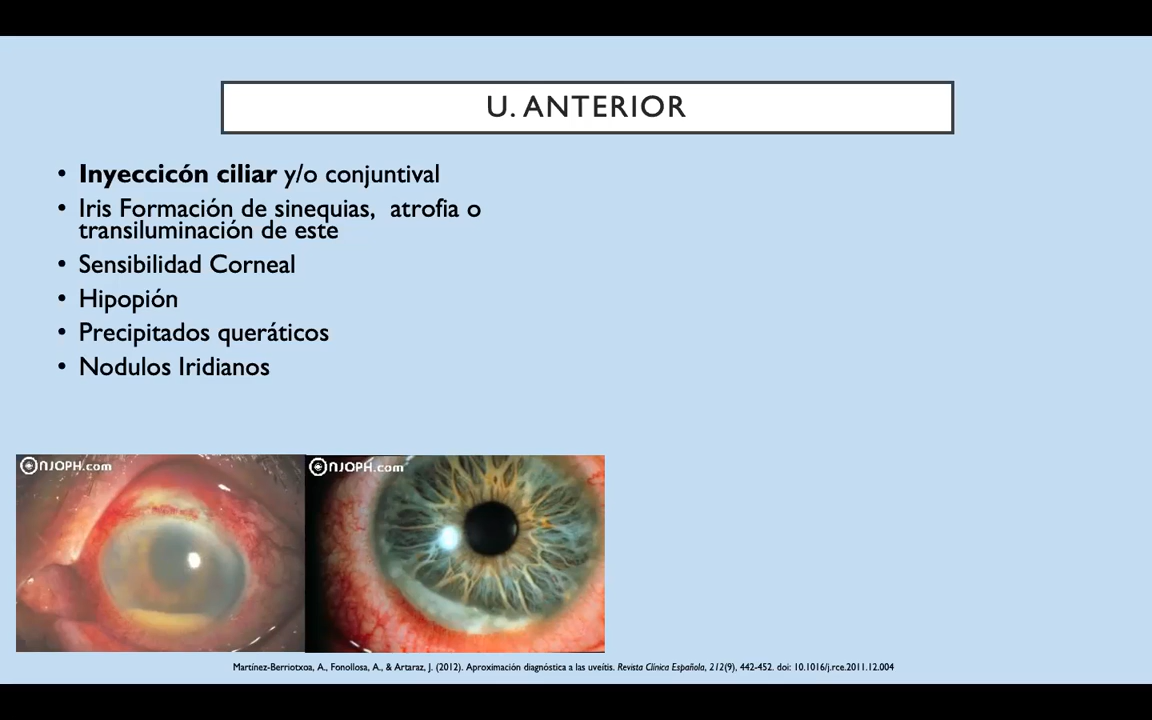 U. ANTERIOR
• Inyeccicón ciliar y/o conjuntival
• Iris Formación de sinequias, atrofia o
transiluminación de este
• Sensibilidad Corneal
• Hipopión
• Precipitados queráticos
• Nodulos Iridianos
NJOPH.com
NJOPH.com
Martínez-Berriotxoa, A., Fonollosa, A., & Artaraz, J. (2012). Aproximación diagnóstica a las uveítis. Revista Clínica Española, 212(9), 442-452. doi: 10.1016/j.rce.2011.12.004